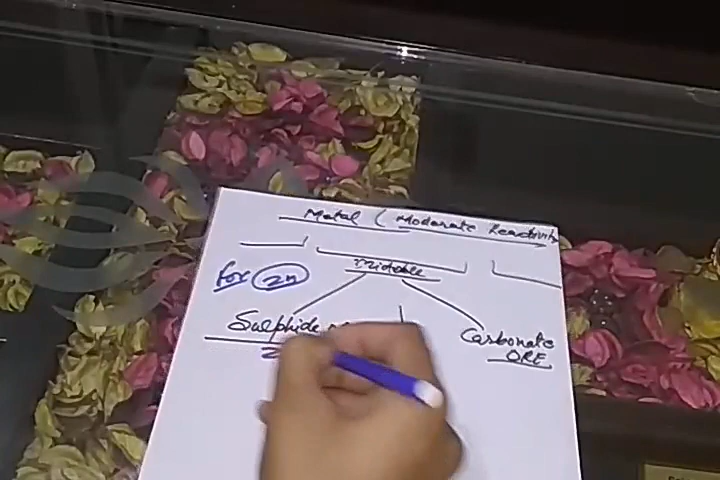 Metal ( Moderate Reactivity
Middle
for Zn
Sulphide
Carbonate
ORE